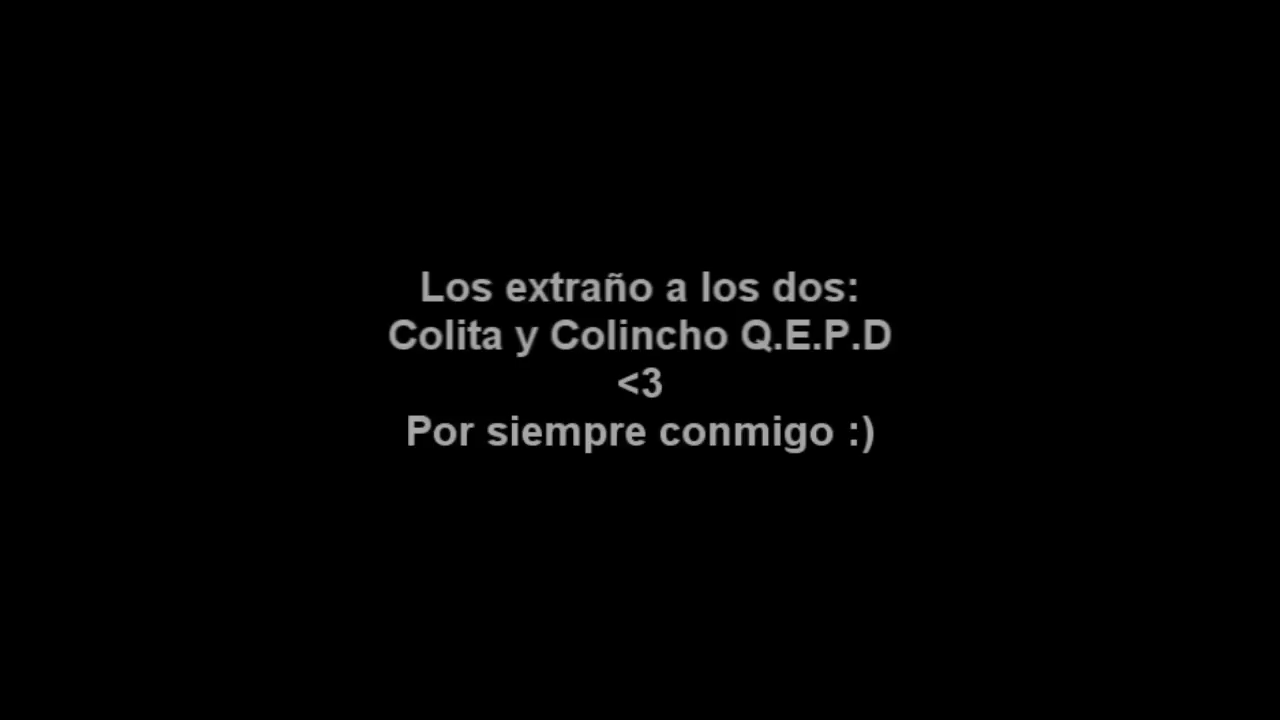 Los extraño a los dos:
Colita y Colincho Q.E.P.D
<3
Por siempre conmigo :)